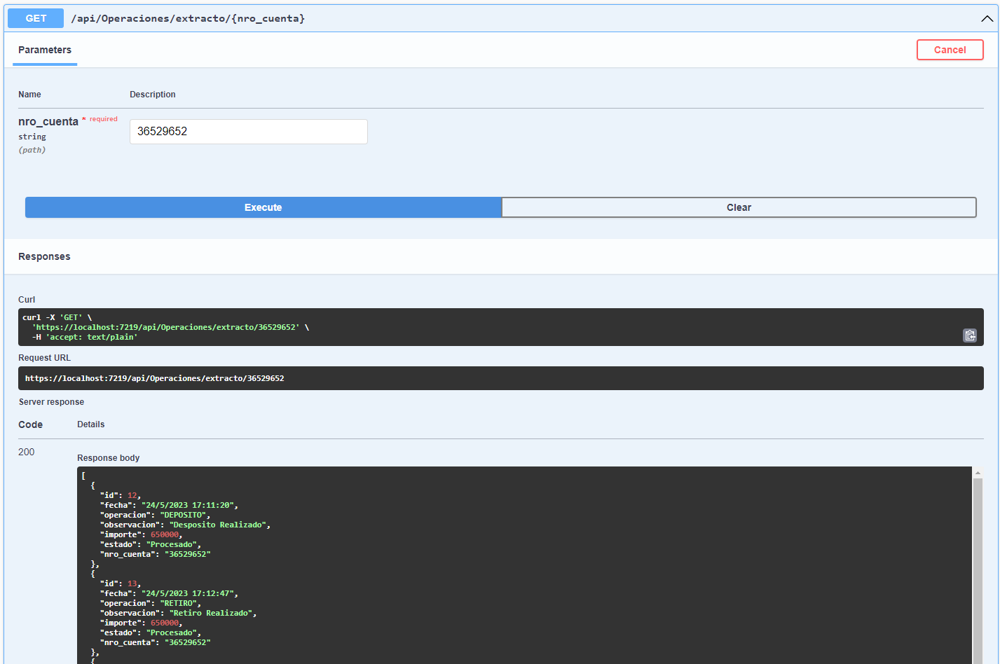 GET /api/Operaciones/extracto/{nro_cuenta}
Parameters
Cancel
Name Description
nro_cuenta * required
string
(path)
36529652
Execute
Clear
Responses
Curl
curl -X 'GET' \
  'https://localhost:7219/api/Operaciones/extracto/36529652' \
  -H 'accept: text/plain'
Request URL
https://localhost:7219/api/Operaciones/extracto/36529652
Server response
Code Details
200
Response body
[
  {
    "id": 12,
    "fecha": "24/5/2023 17:11:20",
    "operacion": "DEPOSITO",
    "observacion": "Desposito Realizado",
    "importe": 650000,
    "estado": "Procesado",
    "nro_cuenta": "36529652"
  },
  {
    "id": 13,
    "fecha": "24/5/2023 17:12:47",
    "operacion": "RETIRO",
    "observacion": "Retiro Realizado",
    "importe": 650000,
    "estado": "Procesado",
    "nro_cuenta": "36529652"
  },
  {